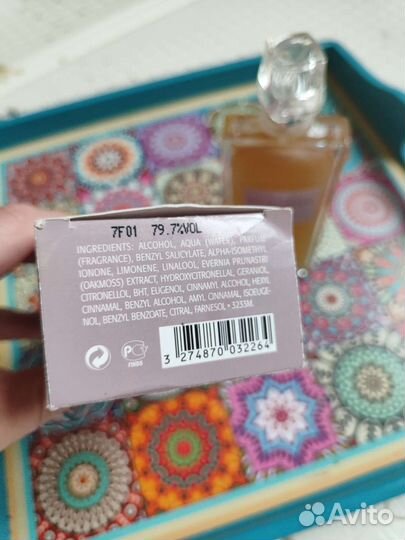 7F01 79.7%VOL
INGREDIENTS: ALCOHOL, AQUA (WATER), PARFUM
(FRAGRANCE), BENZYL SALICYLATE, ALPHA-ISOMETHYL
IONONE, LIMONENE, LINALOOL, EVERNIA PRUNASTRI
(OAKMOSS) EXTRACT, HYDROXYCITRONELLAL, GERANIOL,
CITRONELLOL, BHT, EUGENOL, CINNAMYL ALCOHOL, HEXYL
CINNAMAL, BENZYL ALCOHOL, AMYL CINNAMAL, ISOEUGE-
NOL, BENZYL BENZOATE, CITRAL, FARNESOL • 3233M.
3 274870 032264
Avito